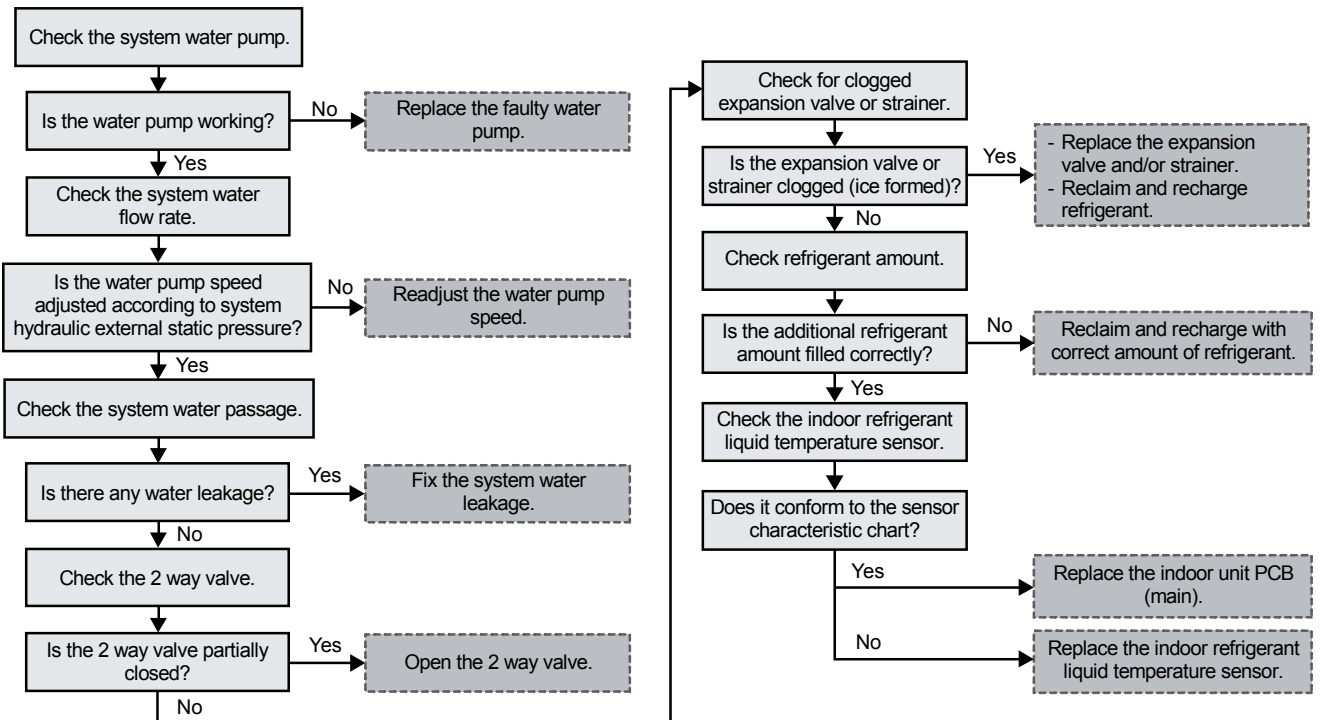 Check the system water pump.
Is the water pump working?
No
Replace the faulty water
pump.
Yes
Check the system water
flow rate.
Is the water pump speed
adjusted according to system
hydraulic external static pressure?
No
Readjust the water pump
speed.
Yes
Check the system water passage.
Is there any water leakage?
Yes
Fix the system water
leakage.
No
Check the 2 way valve.
Is the 2 way valve partially
closed?
Yes
Open the 2 way valve.
No
Check for clogged
expansion valve or strainer.
Is the expansion valve or
strainer clogged (ice formed)?
Yes
- Replace the expansion
valve and/or strainer.
- Reclaim and recharge
refrigerant.
No
Check refrigerant amount.
Is the additional refrigerant
amount filled correctly?
No
Reclaim and recharge with
correct amount of refrigerant.
Yes
Check the indoor refrigerant
liquid temperature sensor.
Does it conform to the sensor
characteristic chart?
Yes
Replace the indoor unit PCB
(main).
No
Replace the indoor refrigerant
liquid temperature sensor.